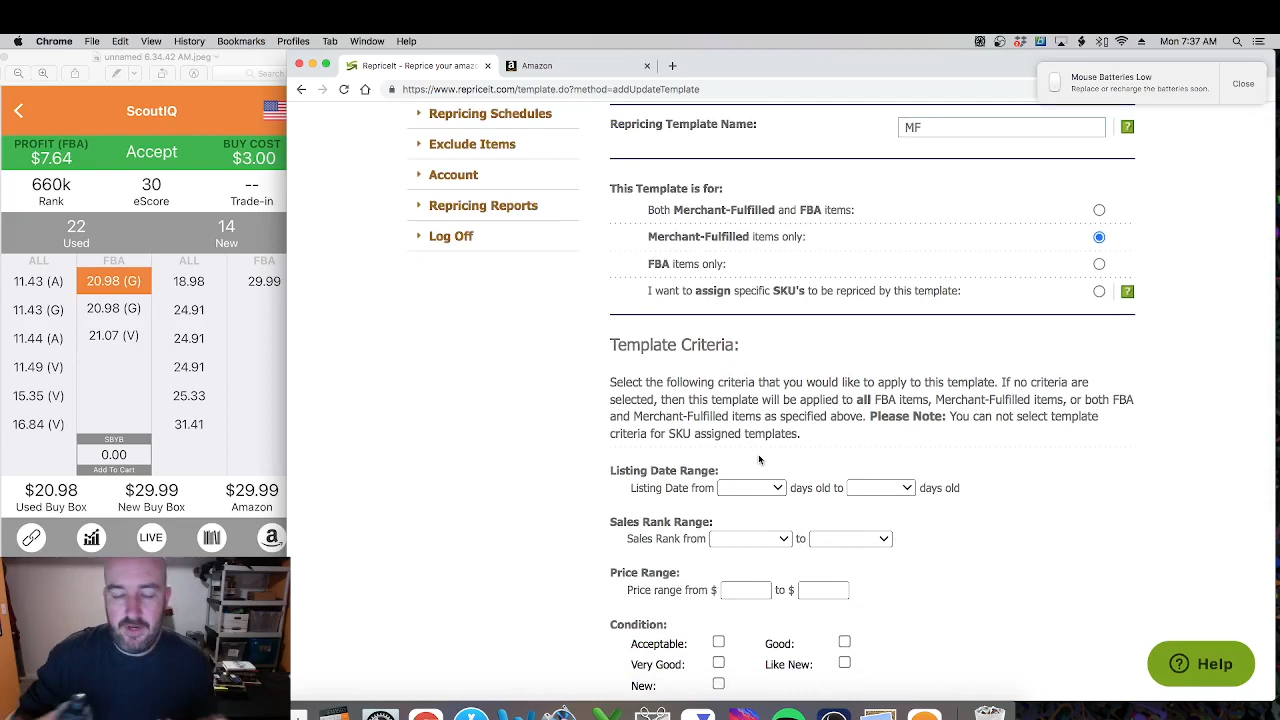 Chrome File Edit View History Bookmarks Profiles Tab Window Help
Mon 7:37 AM
unnamed 6.34.42 AM.jpeg
Search
ScoutIQ
PROFIT (FBA)
$7.64
Accept
BUY COST
$3.00
660k
Rank
30
eScore
--
Trade-in
22
Used
14
New
ALL FBA ALL FBA
11.43 (A) 20.98 (G) 18.98 29.99
11.43 (G) 20.98 (G) 24.91
11.44 (A) 21.07 (V) 24.91
11.49 (V) 24.91
15.35 (V) 25.33
16.84 (V) 31.41
SBYB
0.00
Add To Cart
$20.98 $29.99 $29.99
Used Buy Box New Buy Box Amazon
LIVE
a
RepriceIt - Reprice your amazo
Amazon
https://www.repriceit.com/template.do?method=addUpdateTemplate
Mouse Batteries Low
Replace or recharge the batteries soon.
Close
Repricing Schedules
Exclude Items
Account
Repricing Reports
Log Off
Repricing Template Name: MF ?
This Template is for:
Both Merchant-Fulfilled and FBA items:
Merchant-Fulfilled items only:
FBA items only:
I want to assign specific SKU's to be repriced by this template: ?
Template Criteria:
Select the following criteria that you would like to apply to this template. If no criteria are
selected, then this template will be applied to all FBA items, Merchant-Fulfilled items, or both FBA
and Merchant-Fulfilled items as specified above. Please Note: You can not select template
criteria for SKU assigned templates.
Listing Date Range:
Listing Date from days old to days old
Sales Rank Range:
Sales Rank from to
Price Range:
Price range from $ to $
Condition:
Acceptable: Good:
Very Good: Like New:
New:
? Help